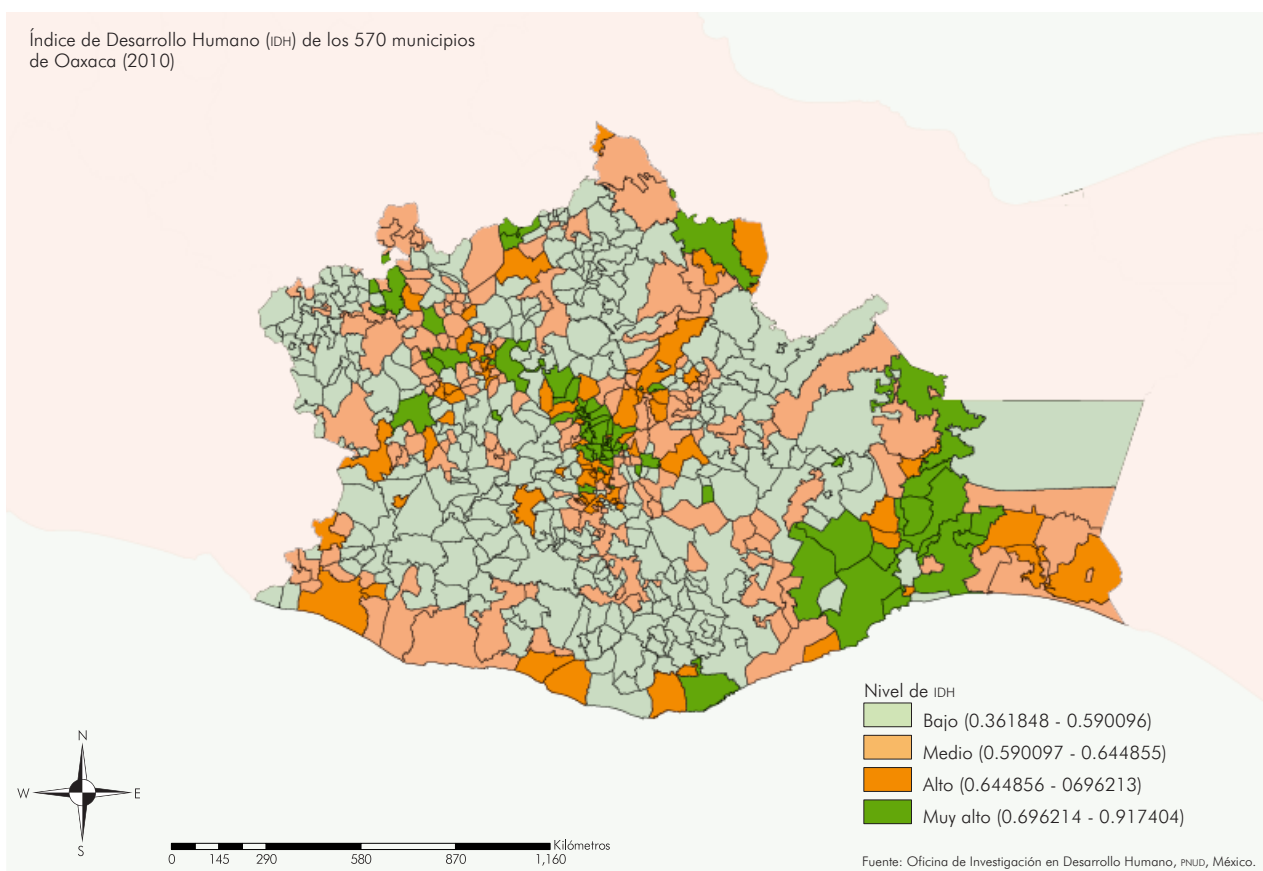 Índice de Desarrollo Humano (IDH) de los 570 municipios
de Oaxaca (2010)
Nivel de IDH
Bajo (0.361848 - 0.590096)
Medio (0.590097 - 0.644855)
Alto (0.644856 - 0696213)
Muy alto (0.696214 - 0.917404)
N
W E
S
Kilómetros
0 145 290 580 870 1,160
Fuente: Oficina de Investigación en Desarrollo Humano, PNUD, México.